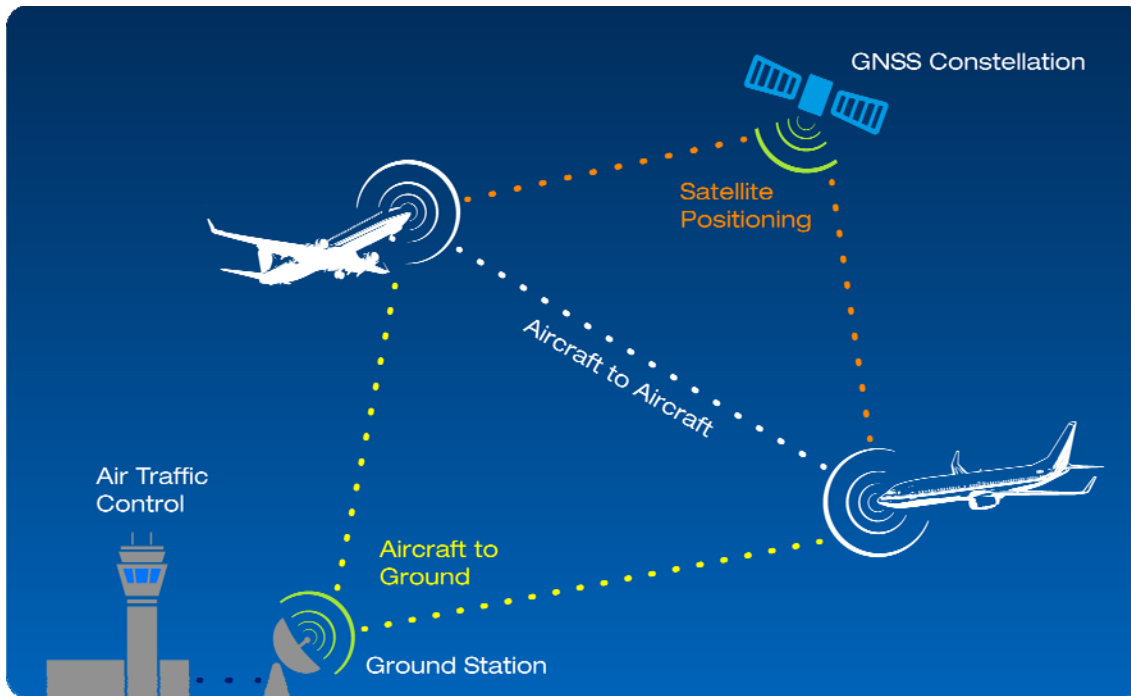 GNSS Constellation
Satellite
Positioning
Aircraft to Aircraft
Air Traffic
Control
Aircraft to
Ground
Ground Station